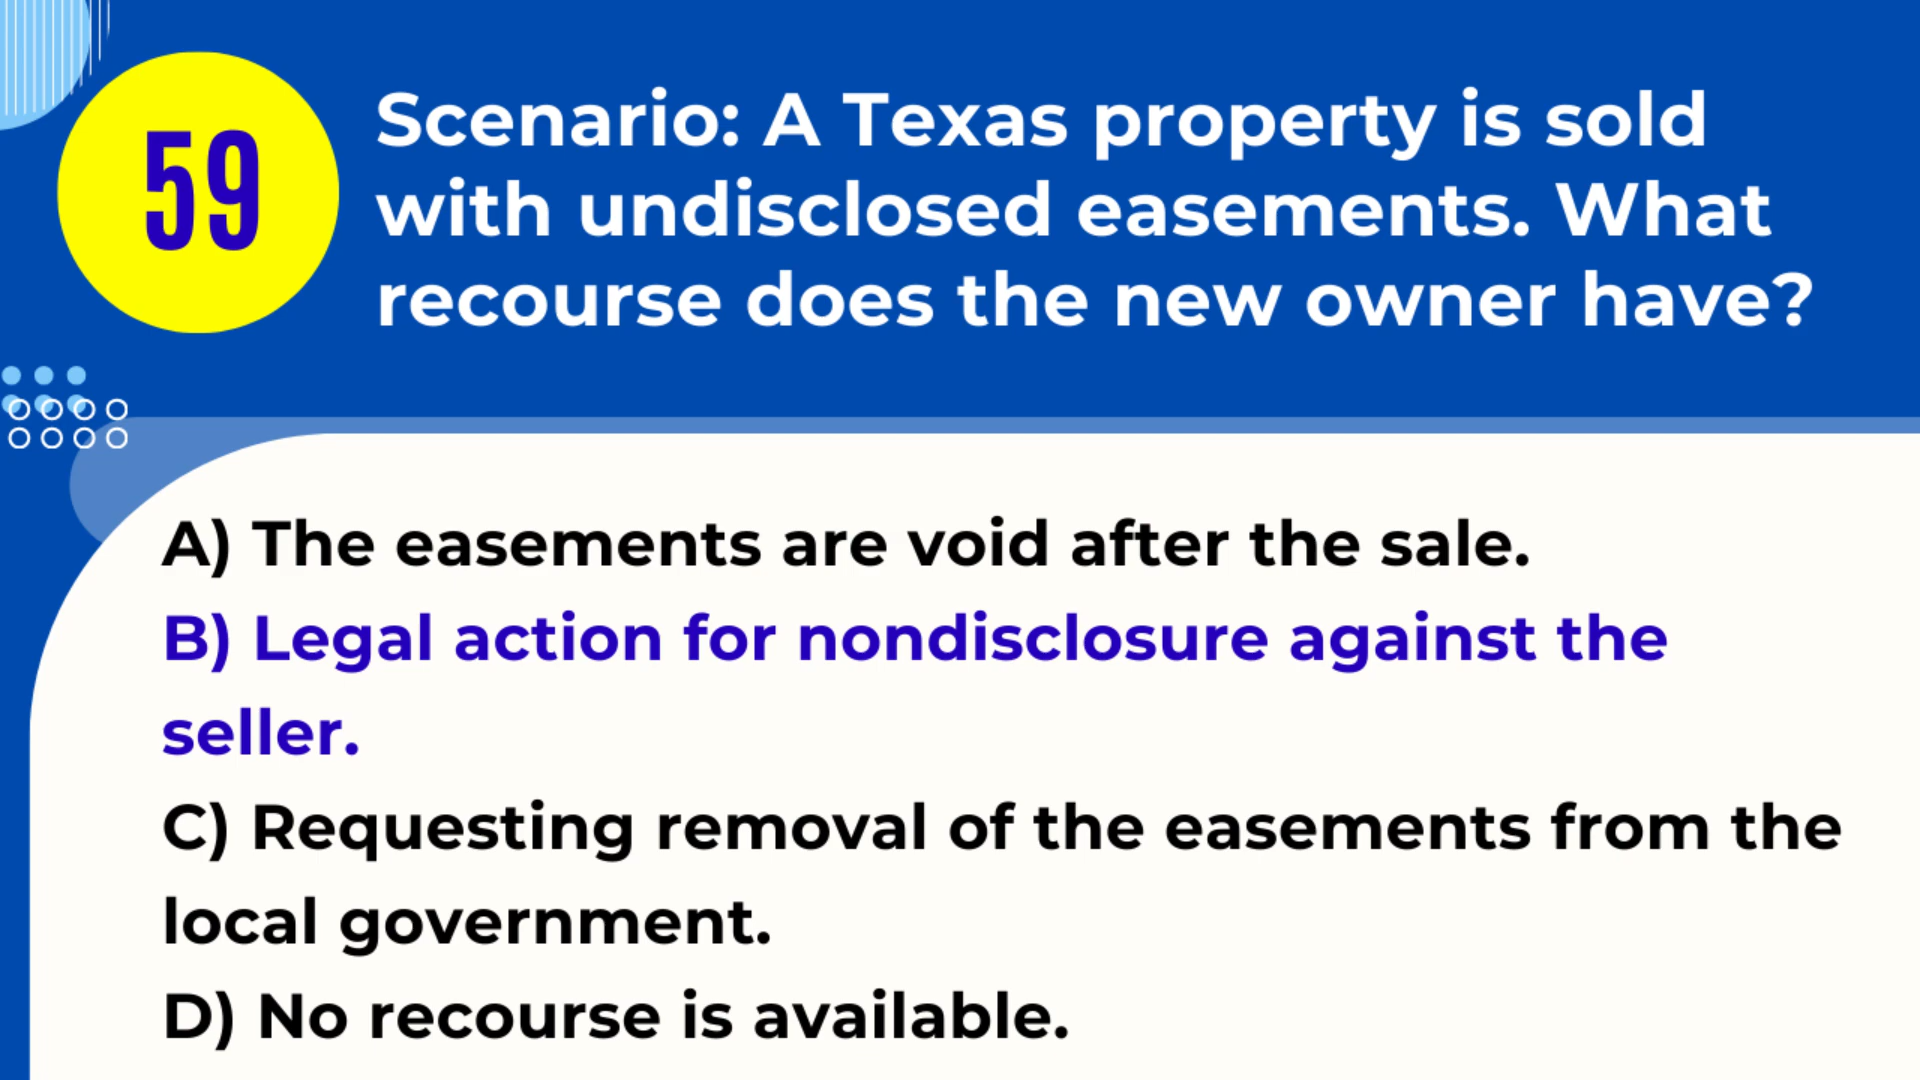 59
Scenario: A Texas property is sold
with undisclosed easements. What
recourse does the new owner have?
A) The easements are void after the sale.
B) Legal action for nondisclosure against the
seller.
C) Requesting removal of the easements from the
local government.
D) No recourse is available.